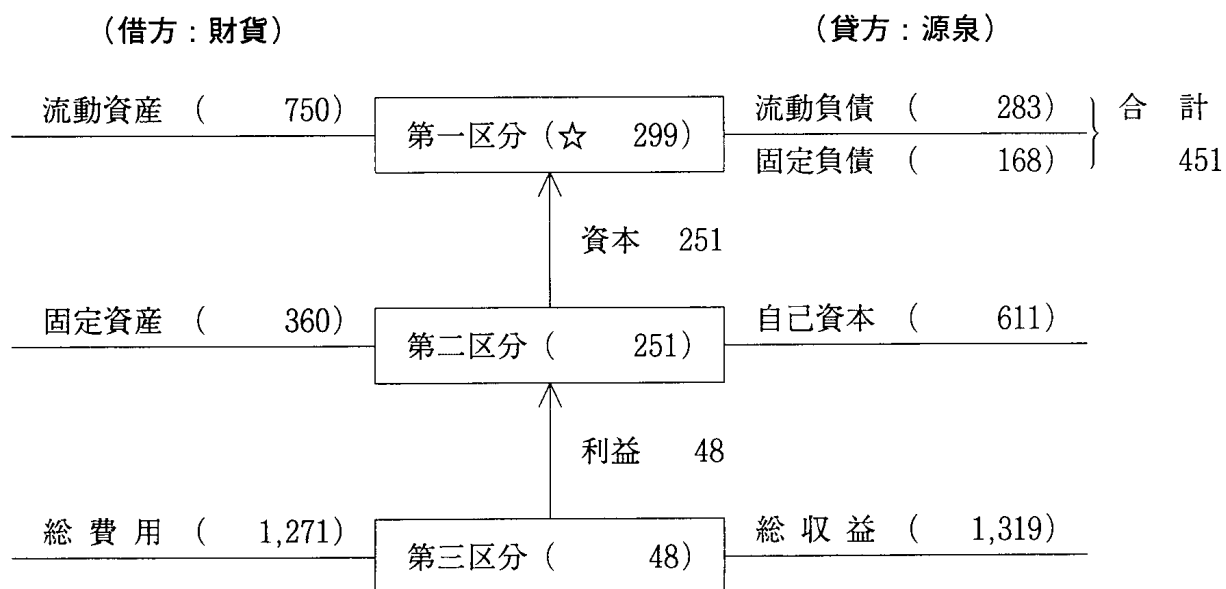 (借方：財貨) (貸方：源泉)
流動資産 ( 750) 第一区分 (☆ 299) 流動負債 ( 283) 合 計
固定負債 ( 168) 451
資本 251
固定資産 ( 360) 第二区分 ( 251) 自己資本 ( 611)
利益 48
総 費 用 ( 1,271) 第三区分 ( 48) 総 収 益 ( 1,319)